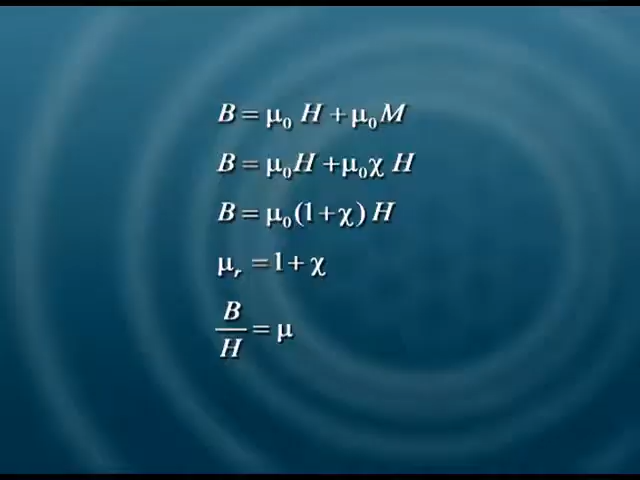 B = μ₀ H + μ₀M
B = μ₀H + μ₀χ H
B = μ₀(1 + χ) H
μᵣ = 1 + χ
B/H = μ